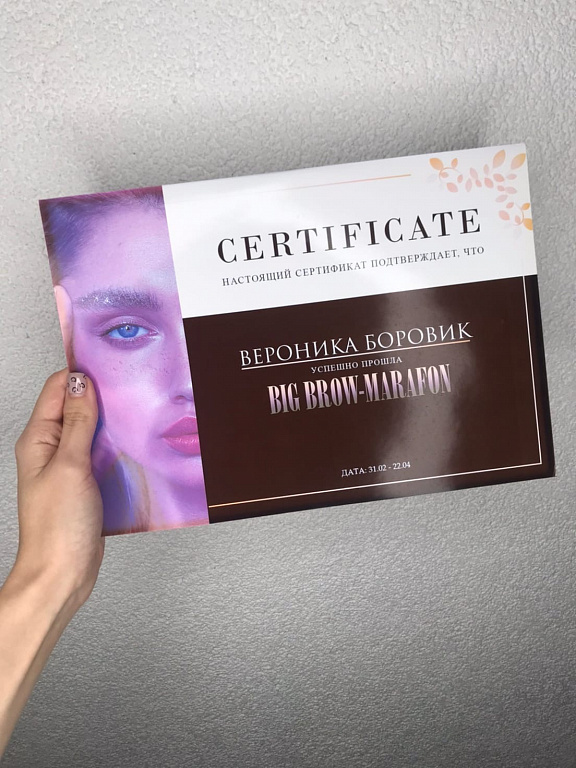 CERTIFICATE
НАСТОЯЩИЙ СЕРТИФИКАТ ПОДТВЕРЖДАЕТ, ЧТО
ВЕРОНИКА БОРОВИК
УСПЕШНО ПРОШЛА
BIG BROW-MARAFON
ДАТА: 31.02 - 22.04